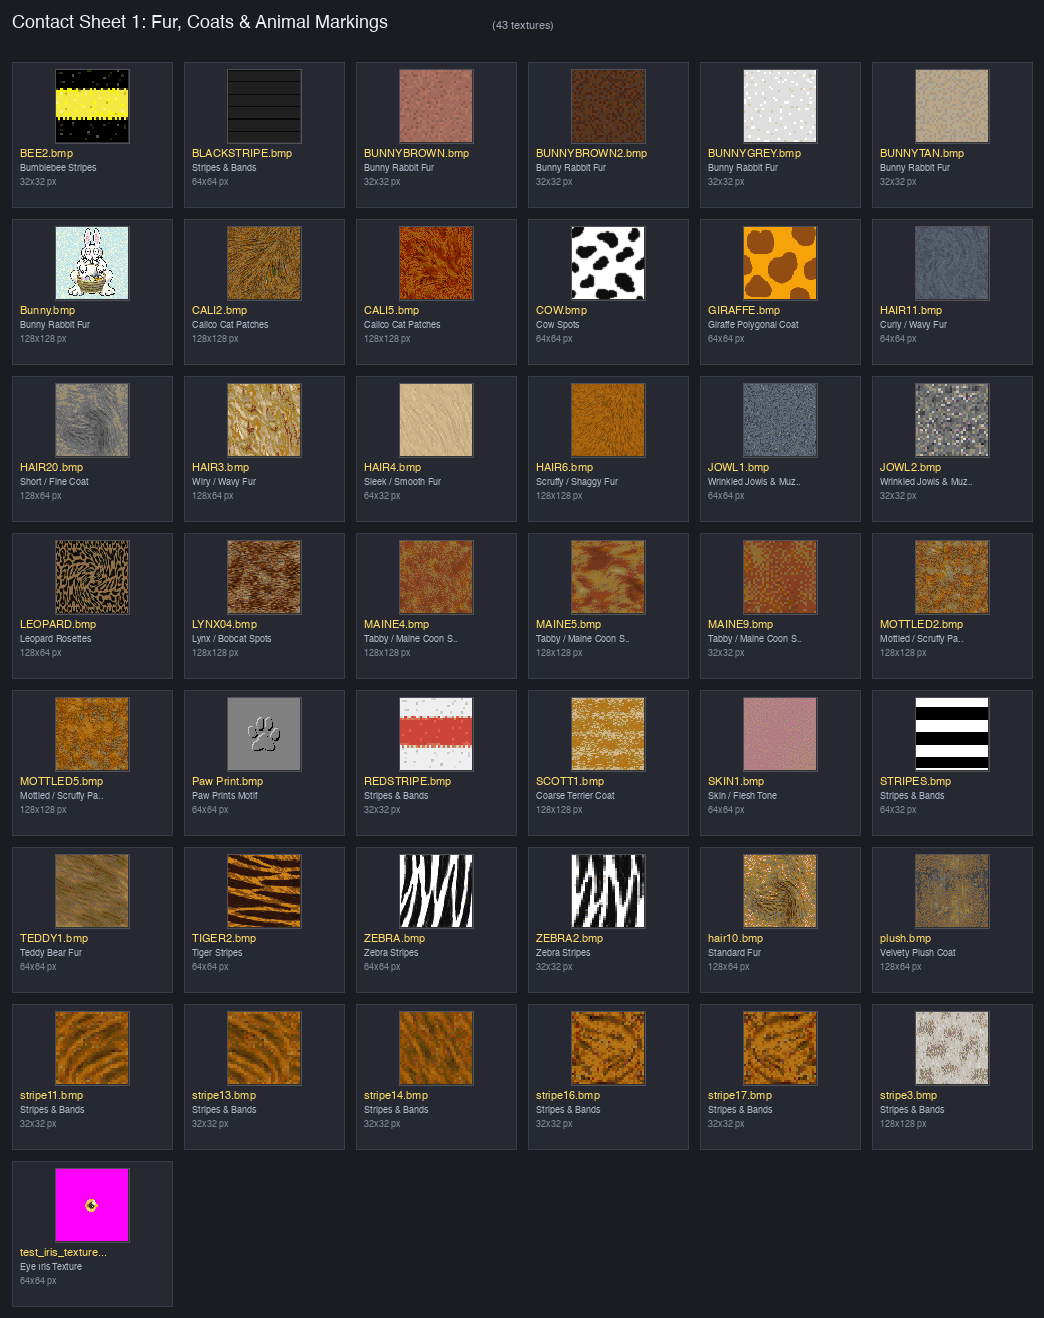 Contact Sheet 1: Fur, Coats & Animal Markings (43 textures)
BEE2.bmp
Bumblebee Stripes
32x32 px
BLACKSTRIPE.bmp
Stripes & Bands
64x64 px
BUNNYBROWN.bmp
Bunny Rabbit Fur
32x32 px
BUNNYBROWN2.bmp
Bunny Rabbit Fur
32x32 px
BUNNYGREY.bmp
Bunny Rabbit Fur
32x32 px
BUNNYTAN.bmp
Bunny Rabbit Fur
32x32 px
Bunny.bmp
Bunny Rabbit Fur
128x128 px
CALI2.bmp
Calico Cat Patches
128x128 px
CALI5.bmp
Calico Cat Patches
128x128 px
COW.bmp
Cow Spots
64x64 px
GIRAFFE.bmp
Giraffe Polygonal Coat
64x64 px
HAIR11.bmp
Curly / Wavy Fur
64x64 px
HAIR20.bmp
Short / Fine Coat
128x64 px
HAIR3.bmp
Wiry / Wavy Fur
128x64 px
HAIR4.bmp
Sleek / Smooth Fur
64x32 px
HAIR6.bmp
Scruffy / Shaggy Fur
128x128 px
JOWL1.bmp
Wrinkled Jowls & Muz..
64x64 px
JOWL2.bmp
Wrinkled Jowls & Muz..
32x32 px
LEOPARD.bmp
Leopard Rosettes
128x64 px
LYNX04.bmp
Lynx / Bobcat Spots
128x128 px
MAINE4.bmp
Tabby / Maine Coon S..
128x128 px
MAINE5.bmp
Tabby / Maine Coon S..
128x128 px
MAINE9.bmp
Tabby / Maine Coon S..
32x32 px
MOTTLED2.bmp
Mottled / Scruffy Pa..
128x128 px
MOTTLED5.bmp
Mottled / Scruffy Pa..
128x128 px
Paw Print.bmp
Paw Prints Motif
64x64 px
REDSTRIPE.bmp
Stripes & Bands
32x32 px
SCOTT1.bmp
Coarse Terrier Coat
128x128 px
SKIN1.bmp
Skin / Flesh Tone
64x64 px
STRIPES.bmp
Stripes & Bands
64x32 px
TEDDY1.bmp
Teddy Bear Fur
64x64 px
TIGER2.bmp
Tiger Stripes
64x64 px
ZEBRA.bmp
Zebra Stripes
64x64 px
ZEBRA2.bmp
Zebra Stripes
32x32 px
hair10.bmp
Standard Fur
128x64 px
plush.bmp
Velvety Plush Coat
128x64 px
stripe11.bmp
Stripes & Bands
32x32 px
stripe13.bmp
Stripes & Bands
32x32 px
stripe14.bmp
Stripes & Bands
32x32 px
stripe16.bmp
Stripes & Bands
32x32 px
stripe17.bmp
Stripes & Bands
32x32 px
stripe3.bmp
Stripes & Bands
128x128 px
test_iris_texture...
Eye Iris Texture
64x64 px